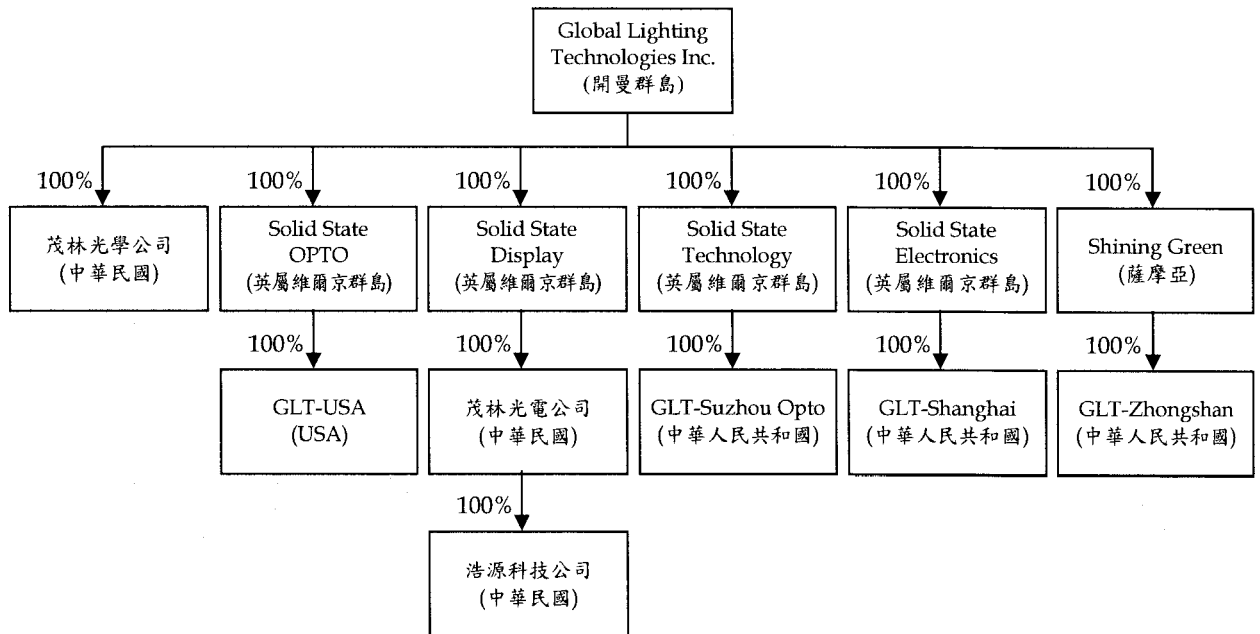 Global Lighting
Technologies Inc.
(開曼群島)
100%
100%
100%
100%
100%
100%
茂林光學公司
(中華民國)
Solid State
OPTO
(英屬維爾京群島)
Solid State
Display
(英屬維爾京群島)
Solid State
Technology
(英屬維爾京群島)
Solid State
Electronics
(英屬維爾京群島)
Shining Green
(薩摩亞)
100%
100%
100%
100%
100%
GLT-USA
(USA)
茂林光電公司
(中華民國)
GLT-Suzhou Opto
(中華人民共和國)
GLT-Shanghai
(中華人民共和國)
GLT-Zhongshan
(中華人民共和國)
100%
浩源科技公司
(中華民國)